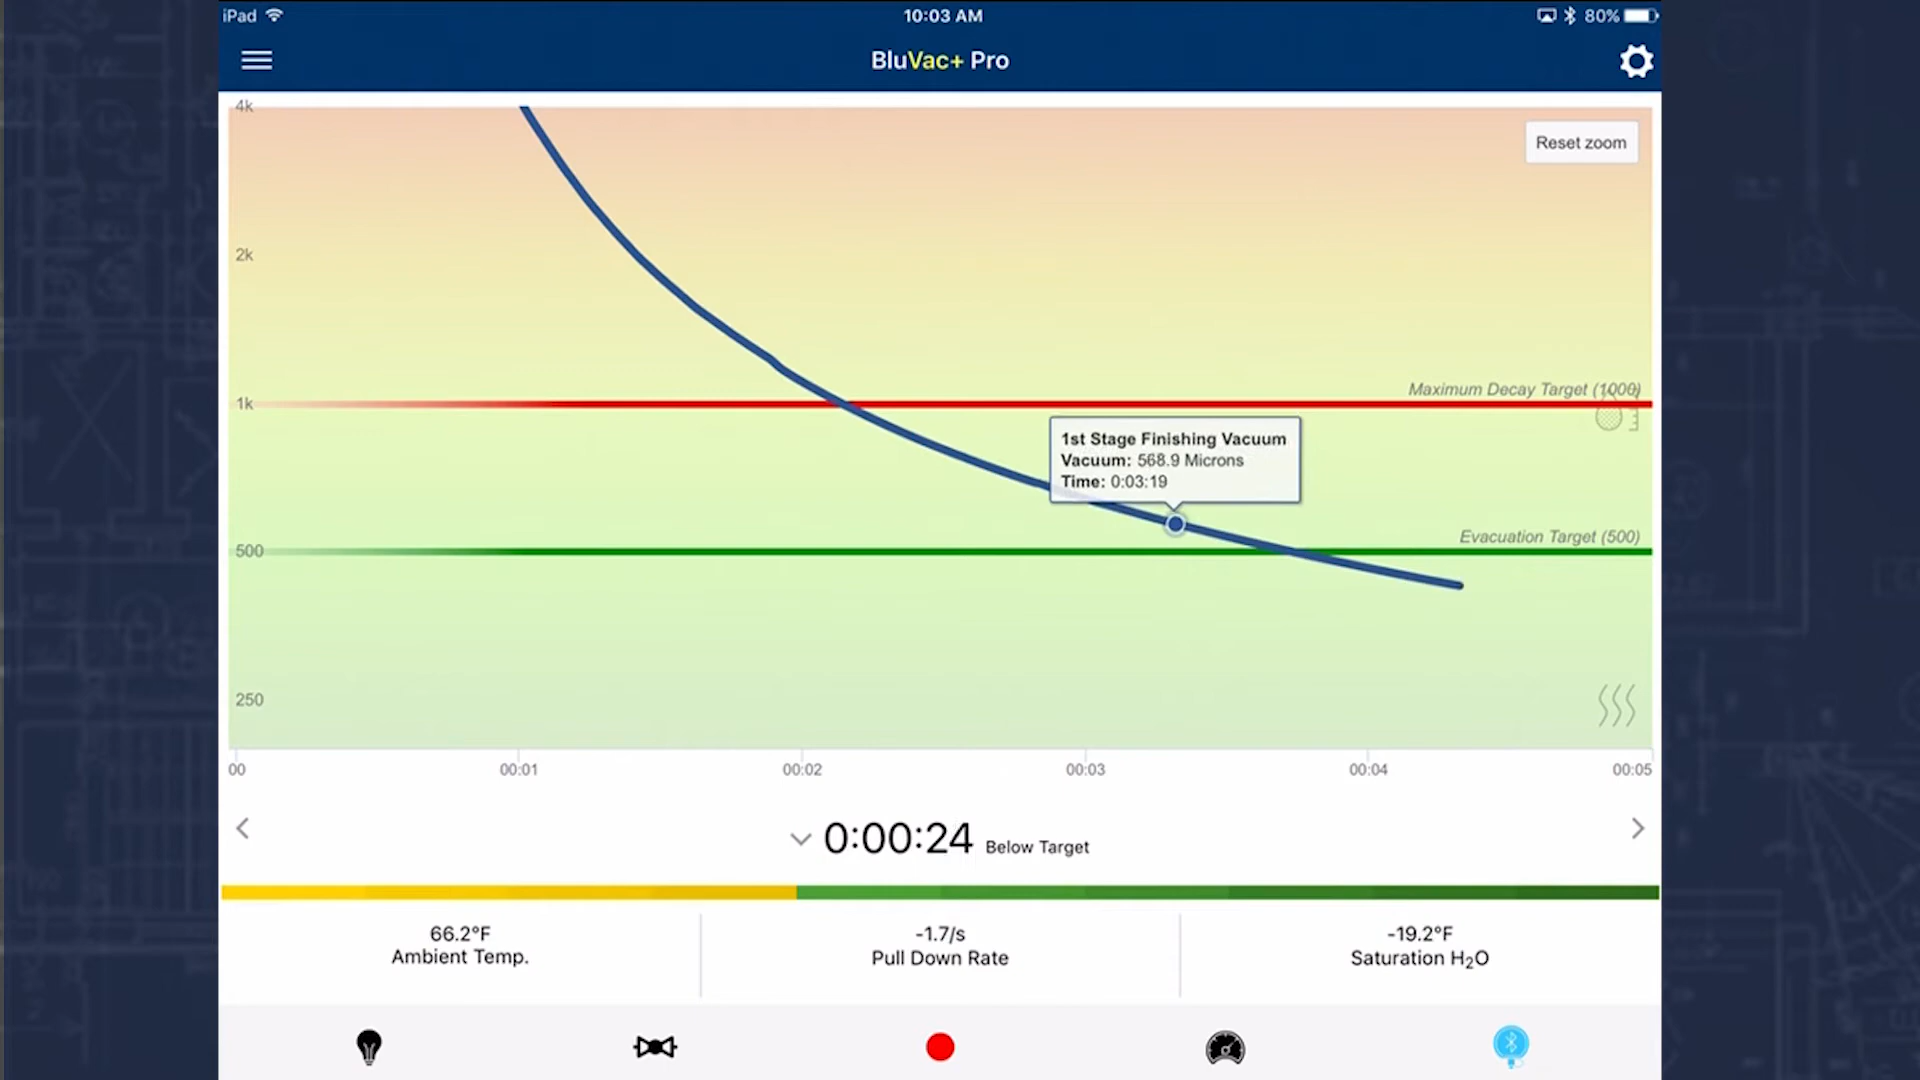 iPad 10:03 AM 80%
BluVac+ Pro
4k
Reset zoom
2k
Maximum Decay Target (1000)
1k
1st Stage Finishing Vacuum
Vacuum: 568.9 Microns
Time: 0:03:19
Evacuation Target (500)
500
250
00 00:01 00:02 00:03 00:04 00:05
0:00:24 Below Target
66.2°F -1.7/s -19.2°F
Ambient Temp. Pull Down Rate Saturation H₂O